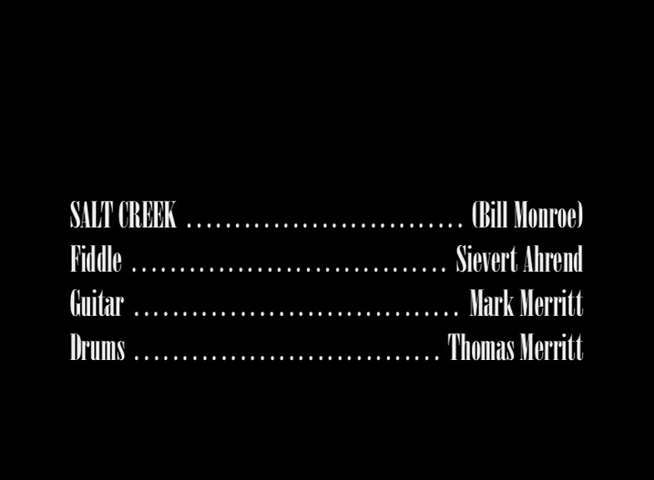 SALT CREEK ............................. (Bill Monroe)
Fiddle ................................. Sievert Ahrend
Guitar .................................. Mark Merritt
Drums ................................ Thomas Merritt